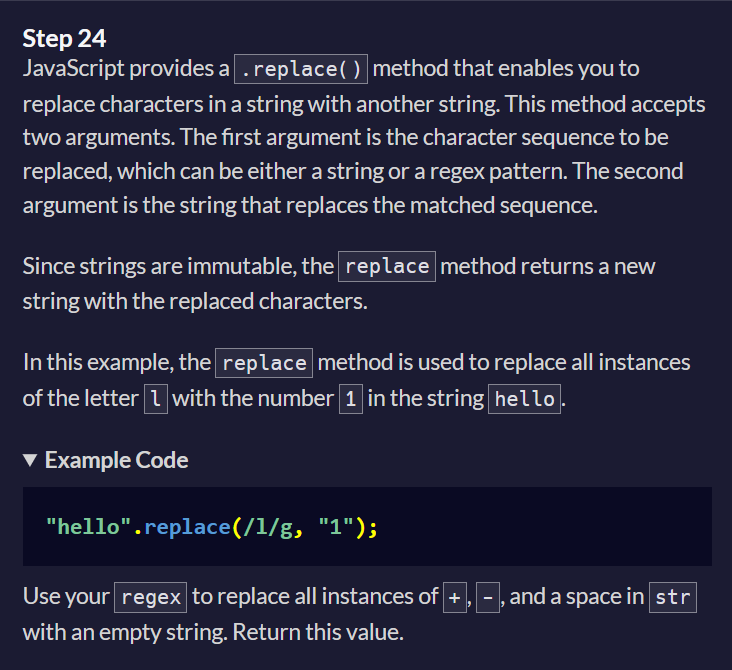 Step 24
JavaScript provides a .replace() method that enables you to
replace characters in a string with another string. This method accepts
two arguments. The first argument is the character sequence to be
replaced, which can be either a string or a regex pattern. The second
argument is the string that replaces the matched sequence.
Since strings are immutable, the replace method returns a new
string with the replaced characters.
In this example, the replace method is used to replace all instances
of the letter l with the number 1 in the string hello.
▼ Example Code
"hello".replace(/l/g, "1");
Use your regex to replace all instances of +, -, and a space in str
with an empty string. Return this value.